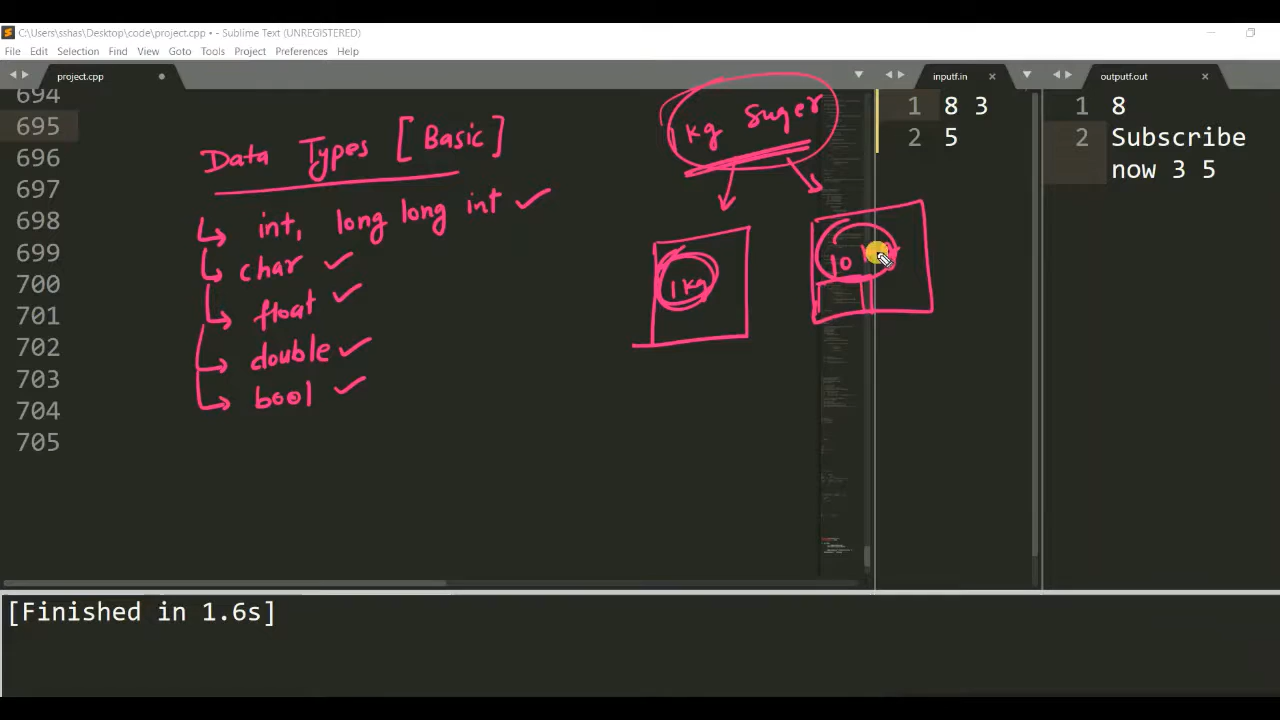 C:\Users\sshas\Desktop\code\project.cpp • - Sublime Text (UNREGISTERED)
File Edit Selection Find View Goto Tools Project Preferences Help
project.cpp
inputf.in
outputf.out
694
695
696
697
698
699
700
701
702
703
704
705
Data Types [Basic]
int, long long int
char
float
double
bool
1 kg Suger
1 kg
10
1 8 3
2 5
1 8
2 Subscribe
now 3 5
[Finished in 1.6s]